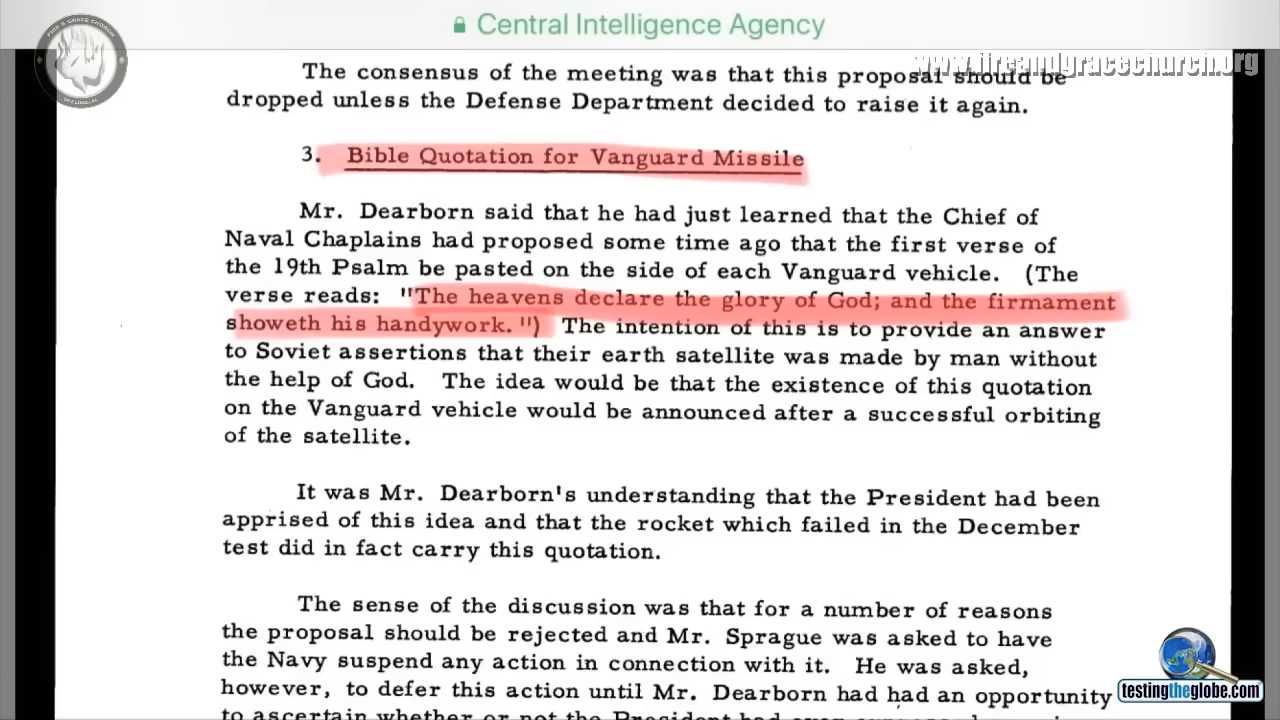 Central Intelligence Agency
www.fireandgracechurch.org
FIRE & GRACE CHURCH
The consensus of the meeting was that this proposal should be
dropped unless the Defense Department decided to raise it again.
3. Bible Quotation for Vanguard Missile
Mr. Dearborn said that he had just learned that the Chief of
Naval Chaplains had proposed some time ago that the first verse of
the 19th Psalm be pasted on the side of each Vanguard vehicle. (The
verse reads: "The heavens declare the glory of God; and the firmament
showeth his handywork. ") The intention of this is to provide an answer
to Soviet assertions that their earth satellite was made by man without
the help of God. The idea would be that the existence of this quotation
on the Vanguard vehicle would be announced after a successful orbiting
of the satellite.
It was Mr. Dearborn's understanding that the President had been
apprised of this idea and that the rocket which failed in the December
test did in fact carry this quotation.
The sense of the discussion was that for a number of reasons
the proposal should be rejected and Mr. Sprague was asked to have
the Navy suspend any action in connection with it. He was asked,
however, to defer this action until Mr. Dearborn had had an opportunity
to ascertain whether or not the President had
testingtheglobe.com